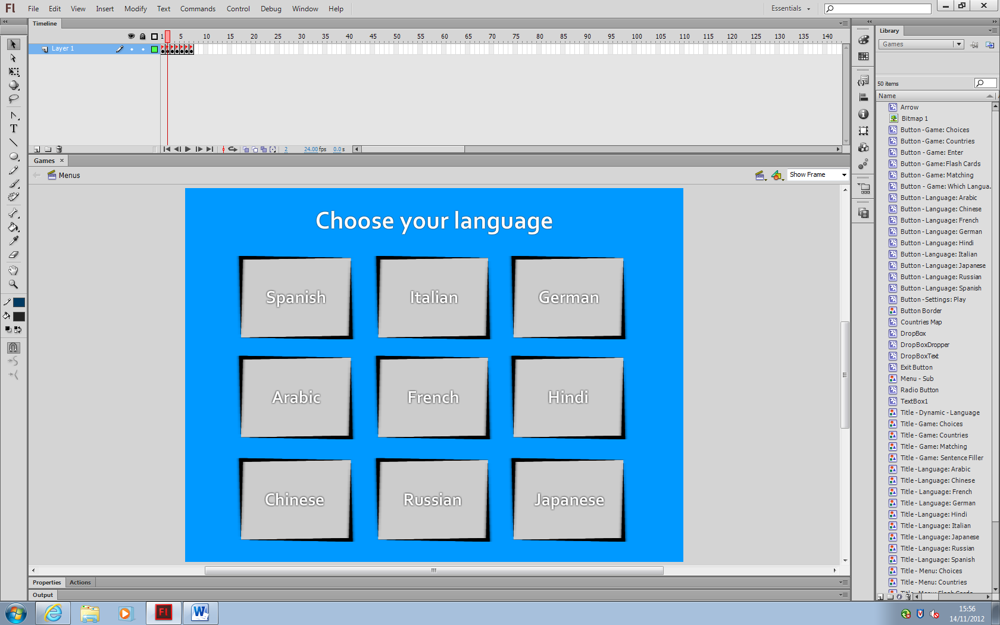 Fl File Edit View Insert Modify Text Commands Control Debug Window Help Essentials
Timeline
1 5 10 15 20 25 30 35 40 45 50 55 60 65 70 75 80 85 90 95 100 105 110 115 120 125 130 135 140
Layer 1
2 24.00 fps 0.0 s
Games
Menus
Show Frame
Choose your language
Spanish Italian German
Arabic French Hindi
Chinese Russian Japanese
Properties Actions
Output
Library
Games
50 items
Name
Arrow
Bitmap 1
Button - Game: Choices
Button - Game: Countries
Button - Game: Enter
Button - Game: Flash Cards
Button - Game: Matching
Button - Game: Which Langua...
Button - Language: Arabic
Button - Language: Chinese
Button - Language: French
Button - Language: German
Button - Language: Hindi
Button - Language: Italian
Button - Language: Japanese
Button - Language: Russian
Button - Language: Spanish
Button - Settings: Play
Button Border
Countries Map
DropBox
DropBoxDropper
DropBoxText
Exit Button
Menu - Sub
Radio Button
TextBox1
Title - Dynamic - Language
Title - Game: Choices
Title - Game: Countries
Title - Game: Matching
Title - Game: Sentence Filler
Title - Language: Arabic
Title - Language: Chinese
Title - Language: French
Title - Language: German
Title - Language: Hindi
Title - Language: Italian
Title - Language: Japanese
Title - Language: Russian
Title - Language: Spanish
Title - Menu: Choices
Title - Menu: Countries
Title - Menu: Flash Cards
Fl
W
15:56
14/11/2012